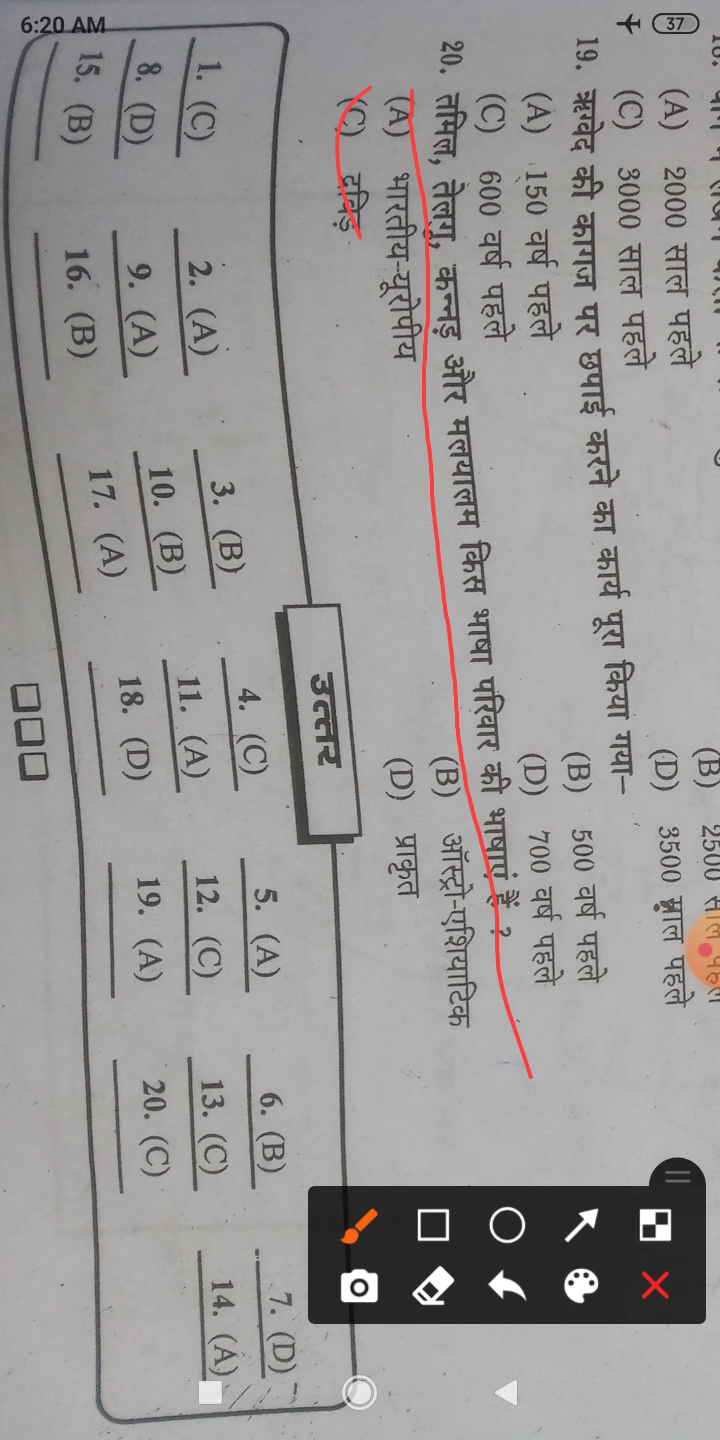 6:20 AM
37
(A) 2000 साल पहले
(B) 2500 साल पहले
(C) 3000 साल पहले
(D) 3500 साल पहले
19. ऋग्वेद की कागज पर छपाई करने का कार्य पूरा किया गया–
(A) 150 वर्ष पहले
(B) 500 वर्ष पहले
(C) 600 वर्ष पहले
(D) 700 वर्ष पहले
20. तमिल, तेलगु, कन्नड़ और मलयालम किस भाषा परिवार की भाषाएं हैं ?
(A) भारतीय-यूरोपीय
(B) ऑस्ट्रो-एशियाटिक
(C) द्रविड़
(D) प्राकृत
उत्तर
1. (C) 2. (A) 3. (B) 4. (C) 5. (A) 6. (B) 7. (D)
8. (D) 9. (A) 10. (B) 11. (A) 12. (C) 13. (C) 14. (A)
15. (B) 16. (B) 17. (A) 18. (D) 19. (A) 20. (C)